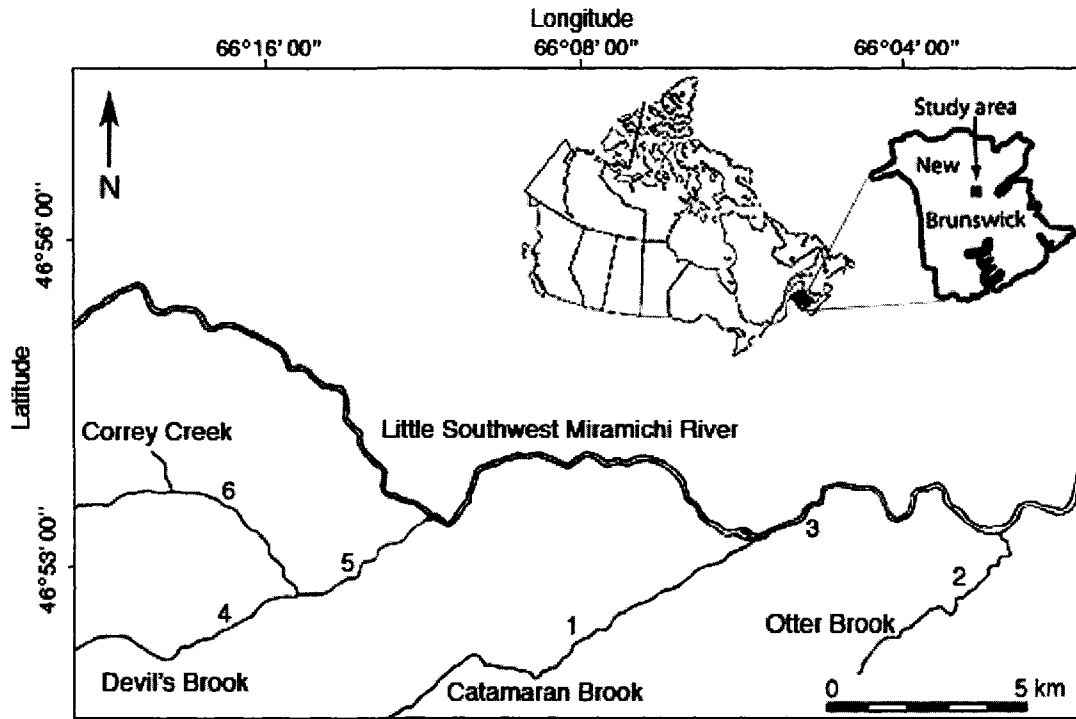 Longitude
66°16' 00"
66°08' 00"
66°04' 00"
N
Study area
New
Brunswick
46°56' 00"
Latitude
Correy Creek
Little Southwest Miramichi River
6
5
3
46°53' 00"
4
1
2
Otter Brook
Devil's Brook
Catamaran Brook
0
5 km